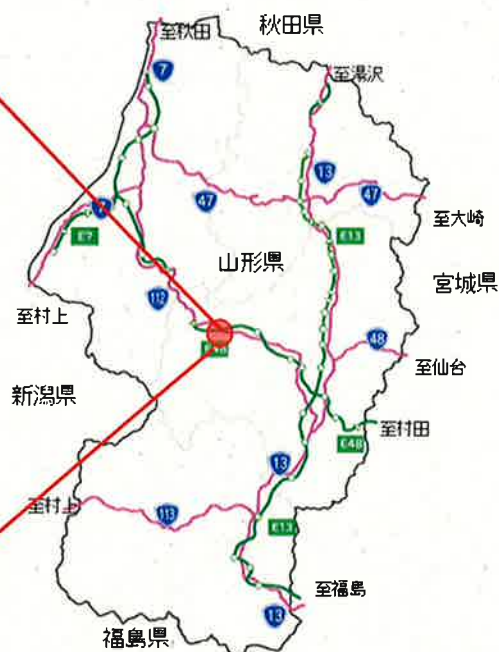 秋田県
至秋田
7
至湯沢
13
47
47
7
至大崎
E7
E13
山形県
宮城県
112
至村上
48
至仙台
新潟県
至村田
E48
13
至村上
113
E13
至福島
13
福島県